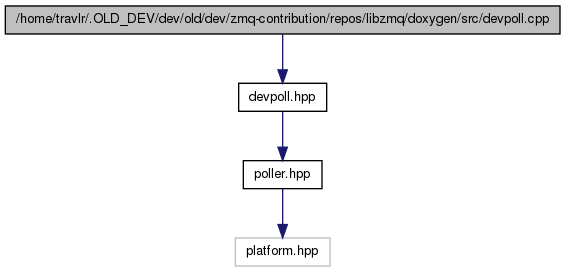 /home/travlr/.OLD_DEV/dev/old/dev/zmq-contribution/repos/libzmq/doxygen/src/devpoll.cpp
devpoll.hpp
poller.hpp
platform.hpp